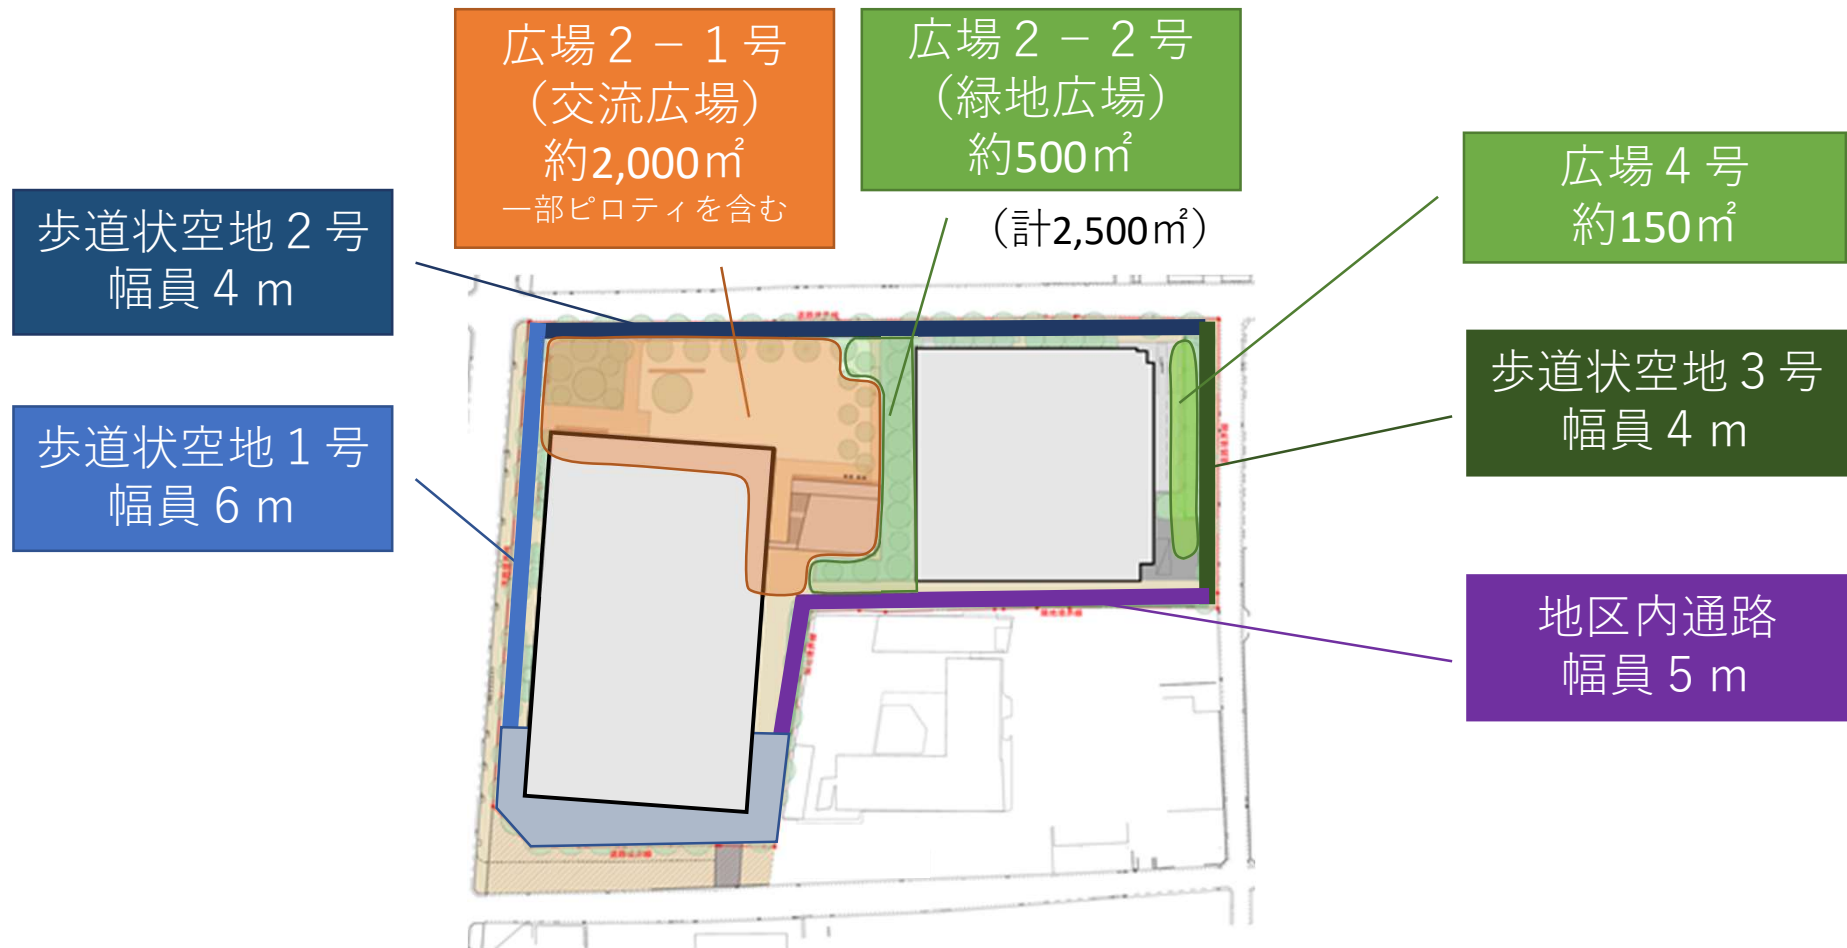 広場２－１号
（交流広場）
約2,000㎡
一部ピロティを含む
広場２－２号
（緑地広場）
約500㎡
（計2,500㎡）
広場４号
約150㎡
歩道状空地２号
幅員４ｍ
歩道状空地３号
幅員４ｍ
歩道状空地１号
幅員６ｍ
地区内通路
幅員５ｍ